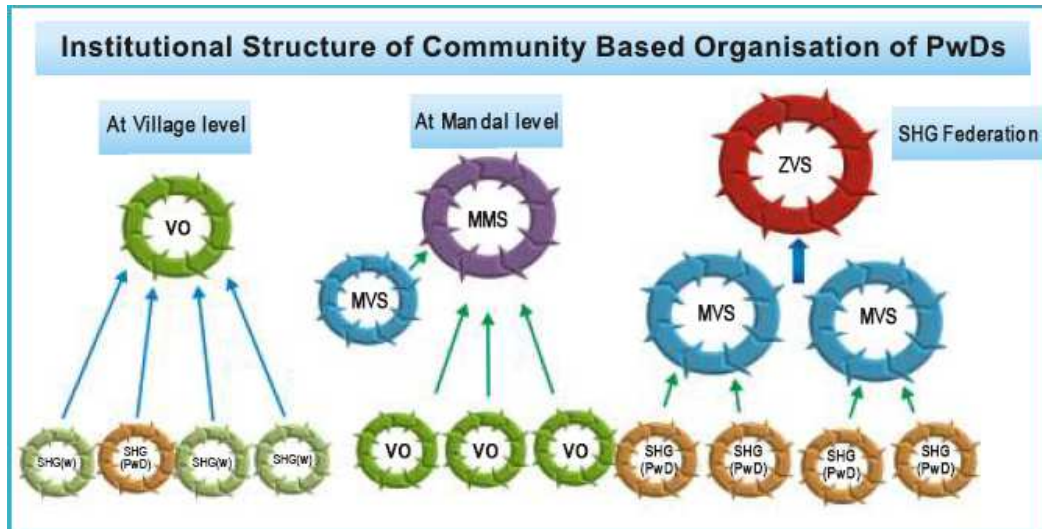 Institutional Structure of Community Based Organisation of PwDs
At Village level
At Mandal level
SHG Federation
ZVS
VO
MMS
MVS
MVS
MVS
SHG(w)
SHG
(PwD)
SHG(w)
SHG(w)
VO
VO
VO
SHG
(PwD)
SHG
(PwD)
SHG
(PwD)
SHG
(PwD)